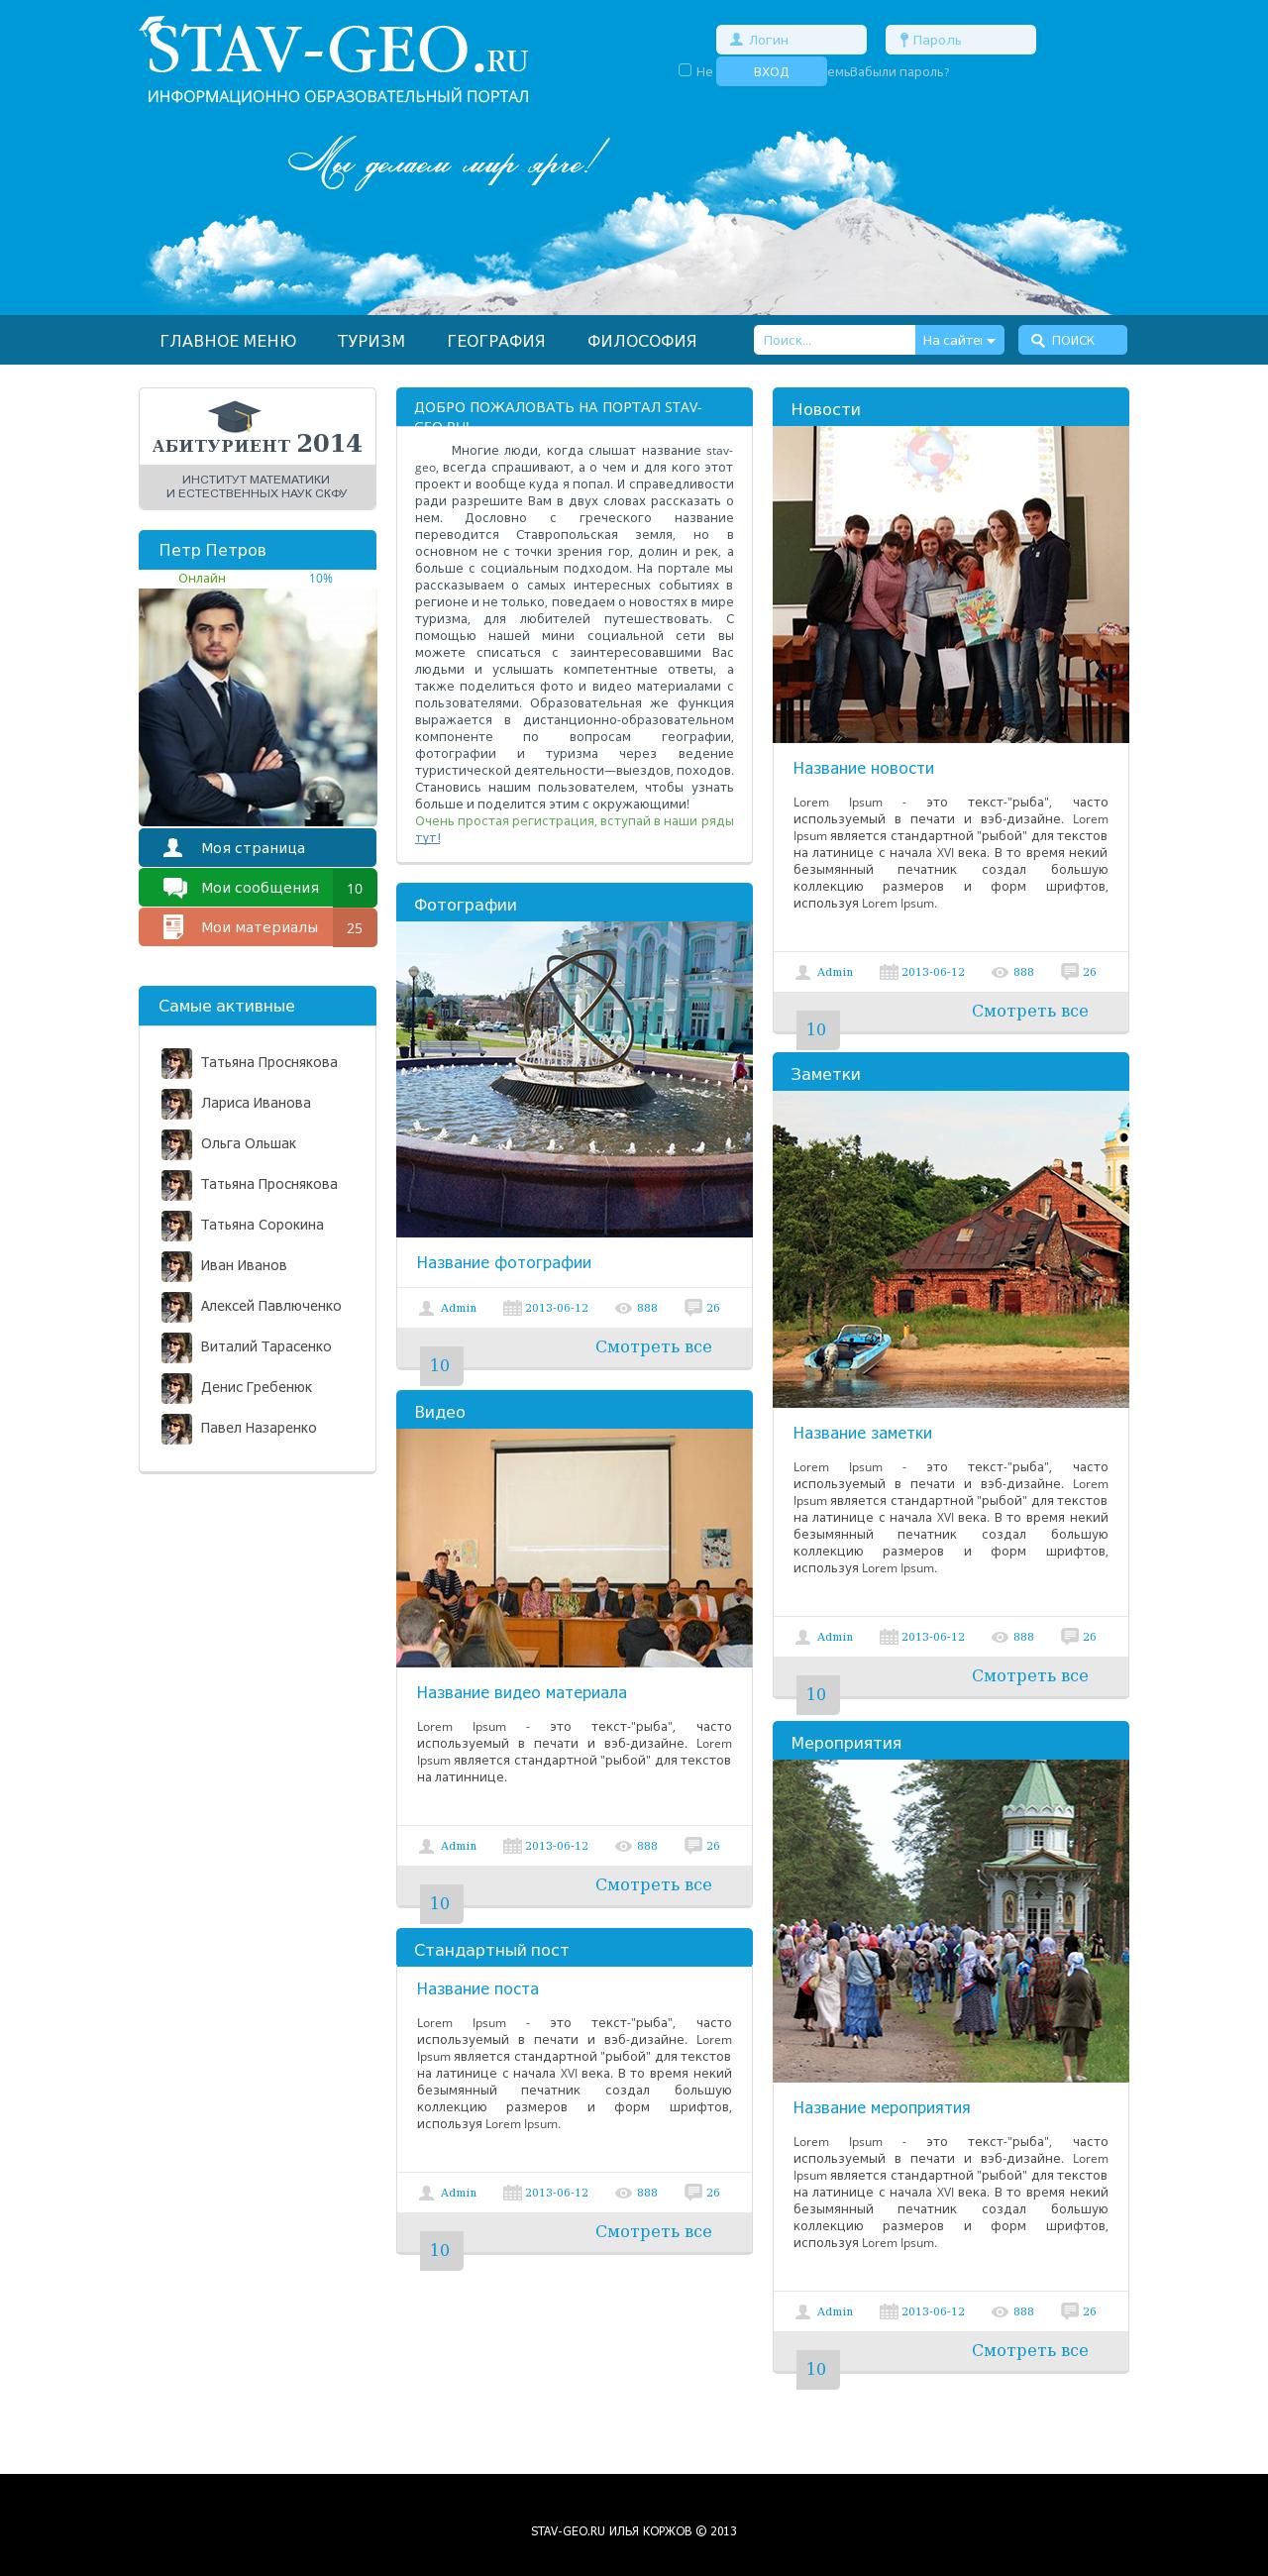 STAV-GEO.RU
ИНФОРМАЦИОННО ОБРАЗОВАТЕЛЬНЫЙ ПОРТАЛ
Логин
Пароль
Не
ВХОД
Мы делаем мир ярче!
ГЛАВНОЕ МЕНЮ
ТУРИЗМ
ГЕОГРАФИЯ
ФИЛОСОФИЯ
Поиск...
ПОИСК
АБИТУРИЕНТ 2014
ИНСТИТУТ МАТЕМАТИКИ
И ЕСТЕСТВЕННЫХ НАУК СКФУ
Петр Петров
Онлайн
10%
Моя страница
Мои сообщения 10
Мои материалы 25
Самые активные
Татьяна Проснякова
Лариса Иванова
Ольга Ольшак
Татьяна Проснякова
Татьяна Сорокина
Иван Иванов
Алексей Павлюченко
Виталий Тарасенко
Денис Гребенюк
Павел Назаренко
ДОБРО ПОЖАЛОВАТЬ НА ПОРТАЛ STAV-
Многие люди, когда слышат название stav-
geo, всегда спрашивают, а о чем и для кого этот
проект и вообще куда я попал. И справедливости
ради разрешите Вам в двух словах рассказать о
нем. Дословно с греческого название
переводится Ставропольская земля, но в
основном не с точки зрения гор, долин и рек, а
больше с социальным подходом. На портале мы
рассказываем о самых интересных событиях в
регионе и не только, поведаем о новостях в мире
туризма, для любителей путешествовать. С
помощью нашей мини социальной сети вы
можете списаться с заинтересовавшими Вас
людьми и услышать компетентные ответы, а
также поделиться фото и видео материалами с
пользователями. Образовательная же функция
выражается в дистанционно-образовательном
компоненте по вопросам географии,
фотографии и туризма через ведение
туристической деятельности—выездов, походов.
Становись нашим пользователем, чтобы узнать
больше и поделится этим с окружающими!
Очень простая регистрация, вступай в наши ряды
тут!
Фотографии
Название фотографии
Admin 2013-06-12 888 26
Смотреть все
10
Видео
Название видео материала
Lorem Ipsum - это текст-"рыба", часто
используемый в печати и вэб-дизайне. Lorem
Ipsum является стандартной "рыбой" для текстов
на латиннице.
Admin 2013-06-12 888 26
Смотреть все
10
Стандартный пост
Название поста
Lorem Ipsum - это текст-"рыба", часто
используемый в печати и вэб-дизайне. Lorem
Ipsum является стандартной "рыбой" для текстов
на латинице с начала XVI века. В то время некий
безымянный печатник создал большую
коллекцию размеров и форм шрифтов,
используя Lorem Ipsum.
Admin 2013-06-12 888 26
Смотреть все
10
Новости
Название новости
Lorem Ipsum - это текст-"рыба", часто
используемый в печати и вэб-дизайне. Lorem
Ipsum является стандартной "рыбой" для текстов
на латинице с начала XVI века. В то время некий
безымянный печатник создал большую
коллекцию размеров и форм шрифтов,
используя Lorem Ipsum.
Admin 2013-06-12 888 26
Смотреть все
10
Заметки
Название заметки
Lorem Ipsum - это текст-"рыба", часто
используемый в печати и вэб-дизайне. Lorem
Ipsum является стандартной "рыбой" для текстов
на латинице с начала XVI века. В то время некий
безымянный печатник создал большую
коллекцию размеров и форм шрифтов,
используя Lorem Ipsum.
Admin 2013-06-12 888 26
Смотреть все
10
Мероприятия
Название мероприятия
Lorem Ipsum - это текст-"рыба", часто
используемый в печати и вэб-дизайне. Lorem
Ipsum является стандартной "рыбой" для текстов
на латинице с начала XVI века. В то время некий
безымянный печатник создал большую
коллекцию размеров и форм шрифтов,
используя Lorem Ipsum.
Admin 2013-06-12 888 26
Смотреть все
10
STAV-GEO.RU ИЛЬЯ КОРЖОВ © 2013